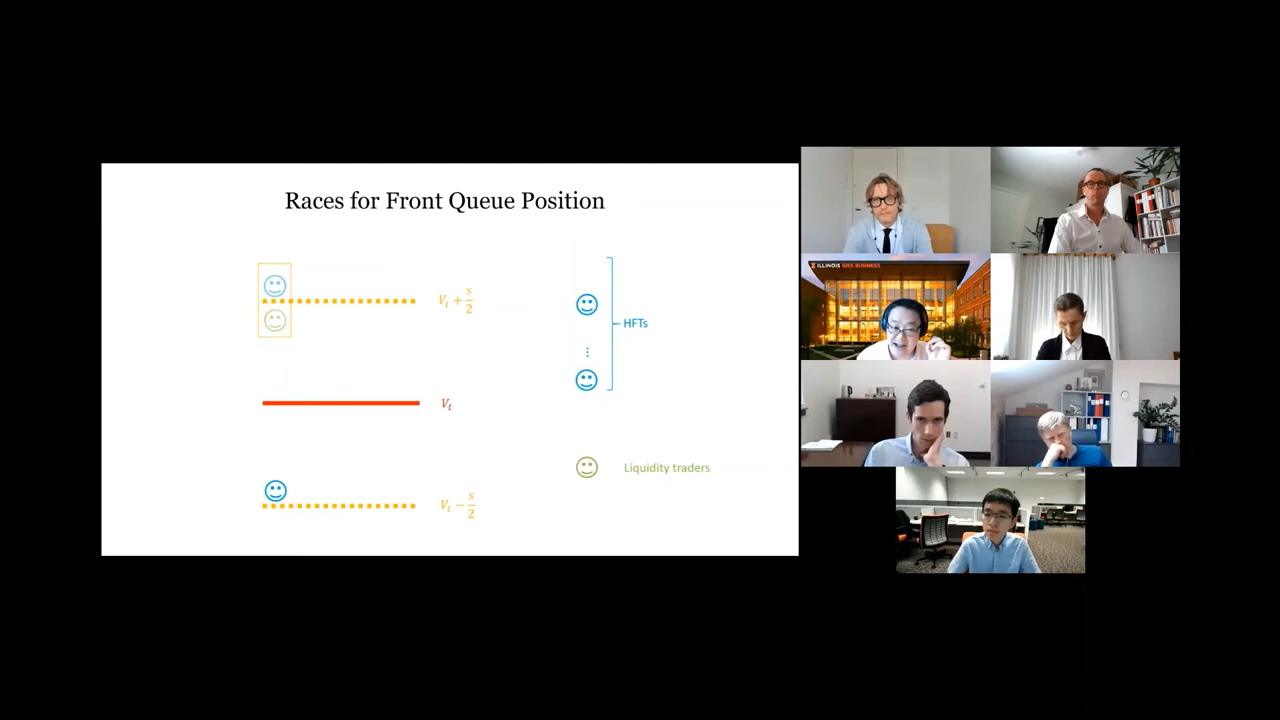 Races for Front Queue Position
V_t + s/2
HFTs
V_t
Liquidity traders
V_t − s/2
ILLINOIS GIES BUSINESS